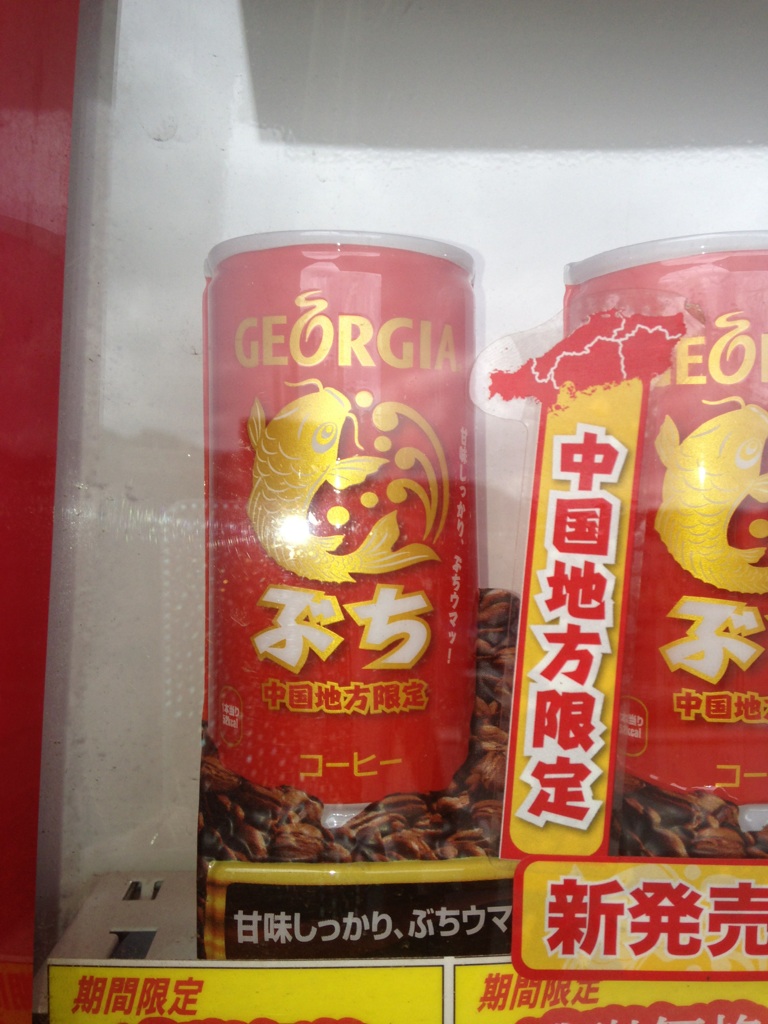 GEORGIA
甘味しっかり、ぶちウマッ!
ぶち
中国地方限定
コーヒー
中国地方限定
新発売
甘味しっかり、ぶちウマ
期間限定
期間限定